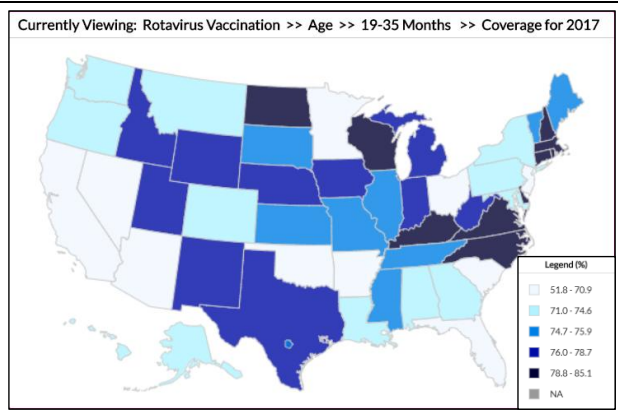 Currently Viewing: Rotavirus Vaccination >> Age >> 19-35 Months >> Coverage for 2017
Legend (%)
51.8 - 70.9
71.0 - 74.6
74.7 - 75.9
76.0 - 78.7
78.8 - 85.1
NA